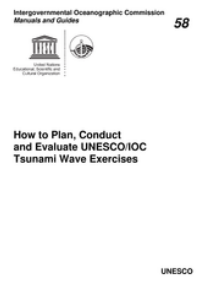 Intergovernmental Oceanographic Commission
Manuals and Guides
58
United Nations
Educational, Scientific and
Cultural Organization
How to Plan, Conduct
and Evaluate UNESCO/IOC
Tsunami Wave Exercises
UNESCO